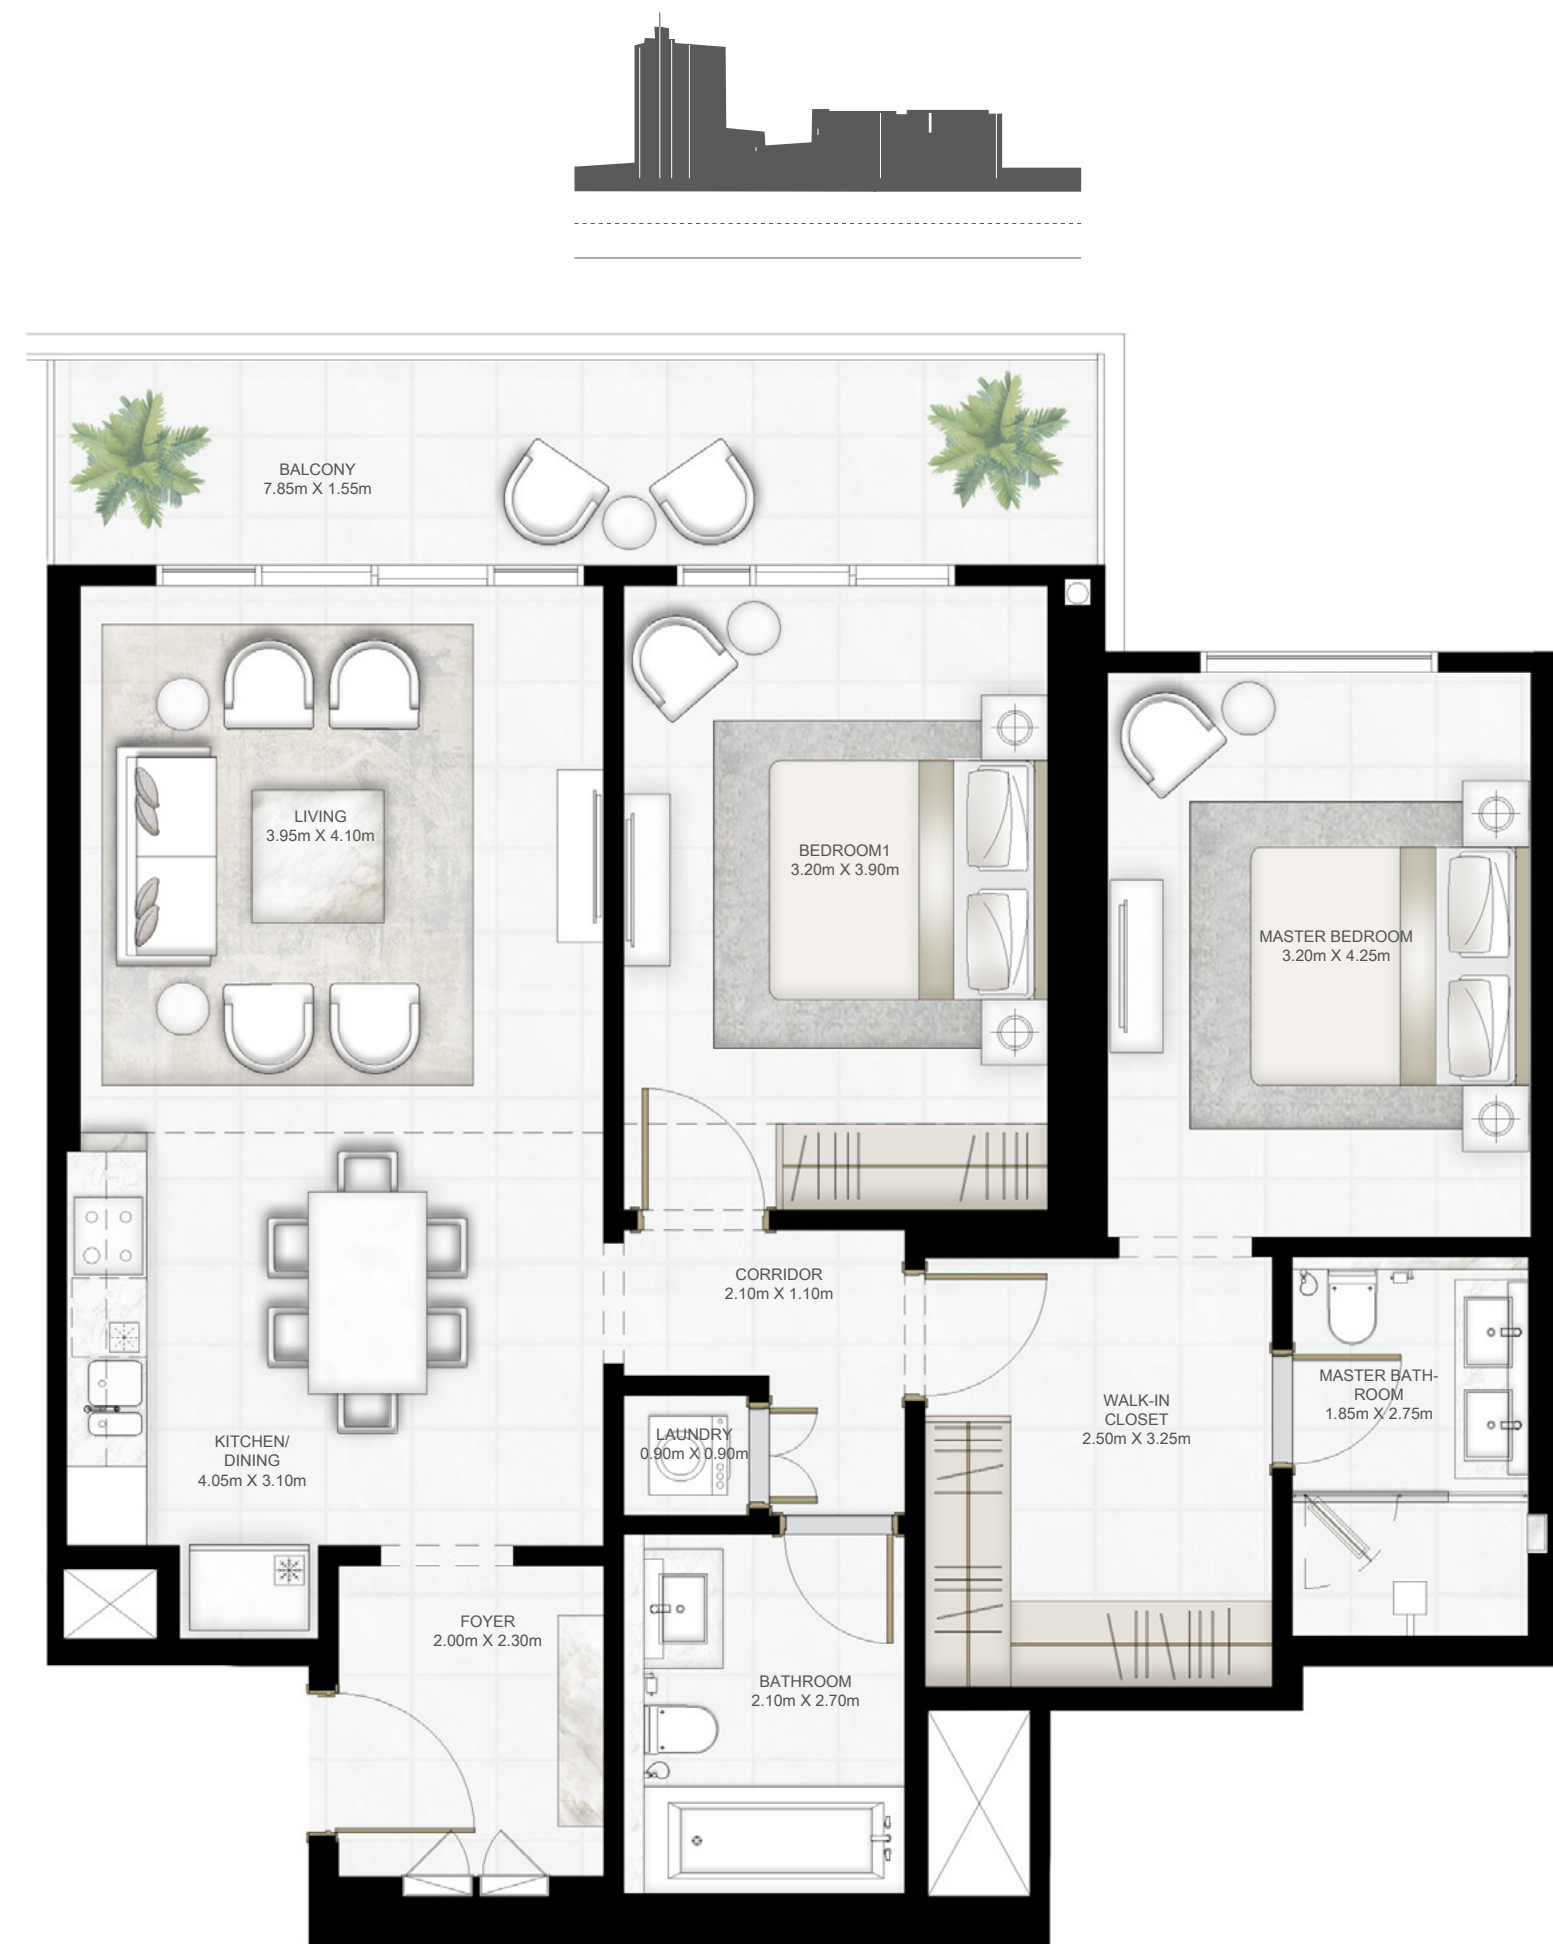 BALCONY
7.85m X 1.55m
LIVING
3.95m X 4.10m
BEDROOM1
3.20m X 3.90m
MASTER BEDROOM
3.20m X 4.25m
CORRIDOR
2.10m X 1.10m
MASTER BATH-
ROOM
1.85m X 2.75m
WALK-IN
CLOSET
2.50m X 3.25m
LAUNDRY
0.90m X 0.90m
KITCHEN/
DINING
4.05m X 3.10m
FOYER
2.00m X 2.30m
BATHROOM
2.10m X 2.70m